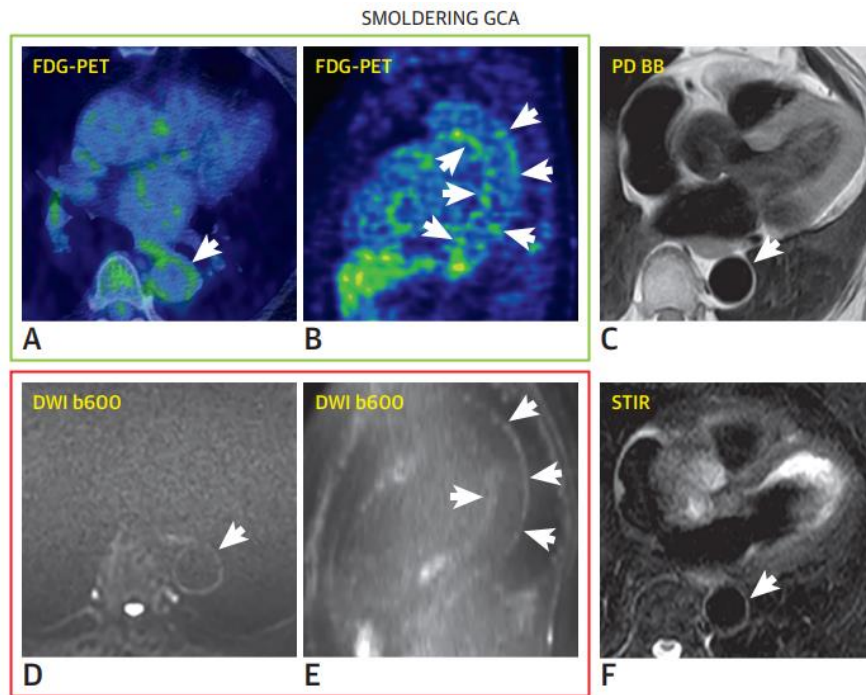 SMOLDERING GCA
FDG-PET
FDG-PET
PD BB
A
B
C
DWI b600
DWI b600
STIR
D
E
F